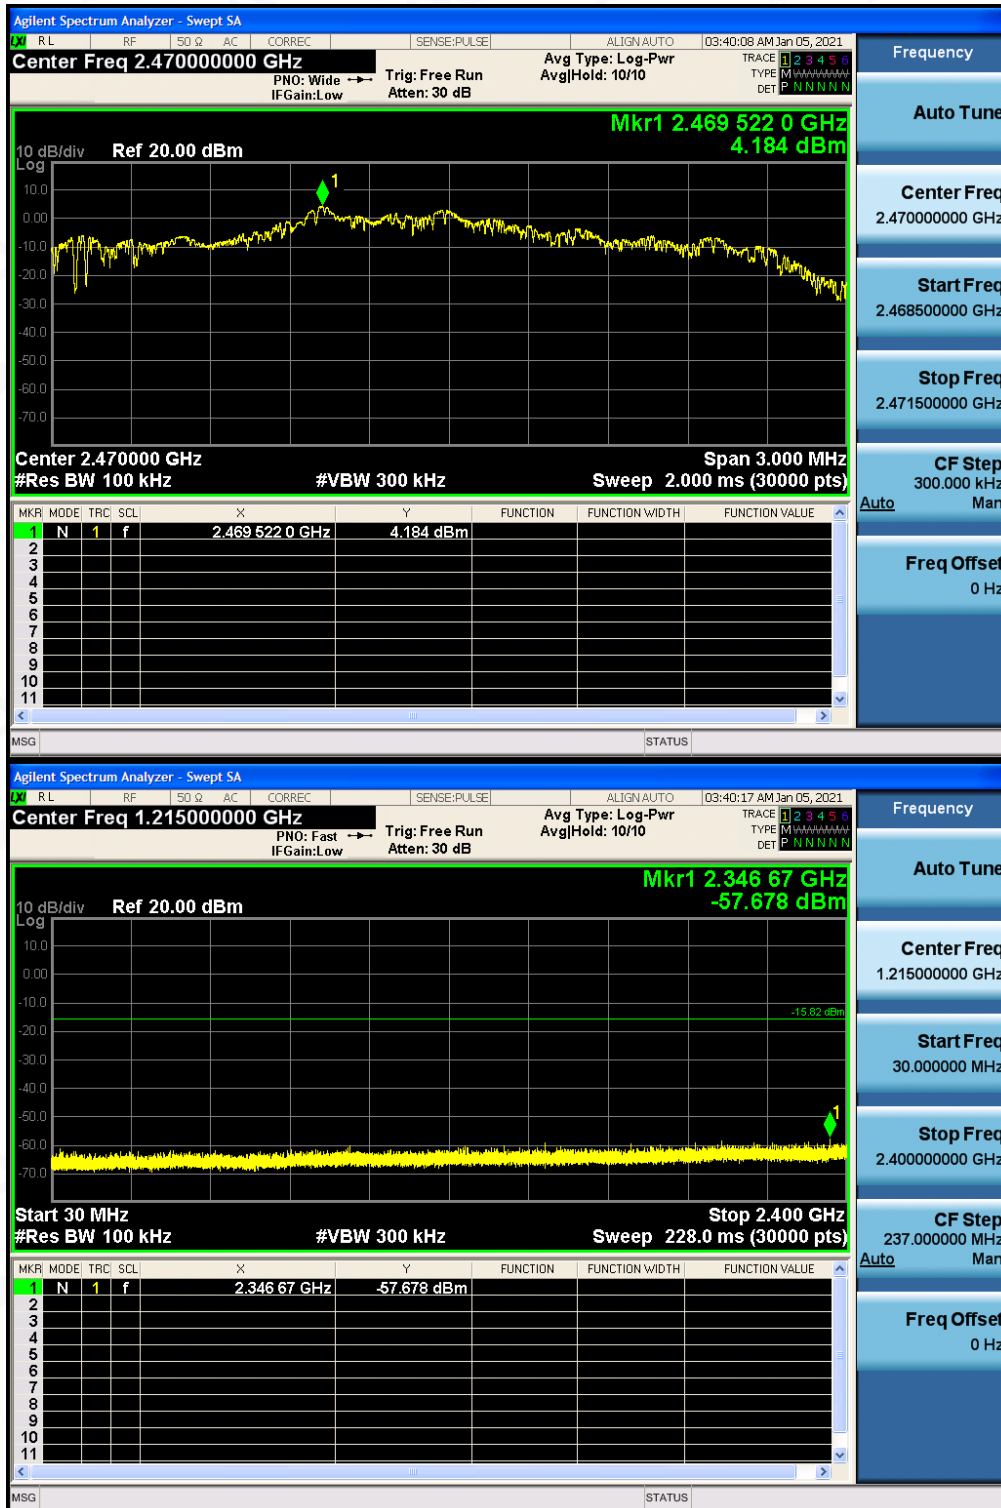 Agilent Spectrum Analyzer - Swept SA
LXI RL RF 50 Ω AC CORREC SENSE:PULSE ALIGN AUTO 03:40:08 AM Jan 05, 2021
Center Freq 2.470000000 GHz
PNO: Wide
IFGain:Low
Trig: Free Run
Atten: 30 dB
Avg Type: Log-Pwr
Avg|Hold: 10/10
TRACE 1 2 3 4 5 6
TYPE M
DET P N N N N N
Mkr1 2.469 522 0 GHz
4.184 dBm
10 dB/div Ref 20.00 dBm
Log
10.0
0.00
-10.0
-20.0
-30.0
-40.0
-50.0
-60.0
-70.0
1
Center 2.470000 GHz Span 3.000 MHz
#Res BW 100 kHz #VBW 300 kHz Sweep 2.000 ms (30000 pts)
MKR MODE TRC SCL X Y FUNCTION FUNCTION WIDTH FUNCTION VALUE
1 N 1 f 2.469 522 0 GHz 4.184 dBm
2
3
4
5
6
7
8
9
10
11
MSG STATUS
Frequency
Auto Tune
Center Freq
2.470000000 GHz
Start Freq
2.468500000 GHz
Stop Freq
2.471500000 GHz
CF Step
300.000 kHz
Auto Man
Freq Offset
0 Hz
Agilent Spectrum Analyzer - Swept SA
LXI RL RF 50 Ω AC CORREC SENSE:PULSE ALIGN AUTO 03:40:17 AM Jan 05, 2021
Center Freq 1.215000000 GHz
PNO: Fast
IFGain:Low
Trig: Free Run
Atten: 30 dB
Avg Type: Log-Pwr
Avg|Hold: 10/10
TRACE 1 2 3 4 5 6
TYPE M
DET P N N N N N
Mkr1 2.346 67 GHz
-57.678 dBm
10 dB/div Ref 20.00 dBm
Log
10.0
0.00
-10.0
-20.0
-30.0
-40.0
-50.0
-60.0
-70.0
-15.82 dBm
1
Start 30 MHz Stop 2.400 GHz
#Res BW 100 kHz #VBW 300 kHz Sweep 228.0 ms (30000 pts)
MKR MODE TRC SCL X Y FUNCTION FUNCTION WIDTH FUNCTION VALUE
1 N 1 f 2.346 67 GHz -57.678 dBm
2
3
4
5
6
7
8
9
10
11
MSG STATUS
Frequency
Auto Tune
Center Freq
1.215000000 GHz
Start Freq
30.000000 MHz
Stop Freq
2.400000000 GHz
CF Step
237.000000 MHz
Auto Man
Freq Offset
0 Hz